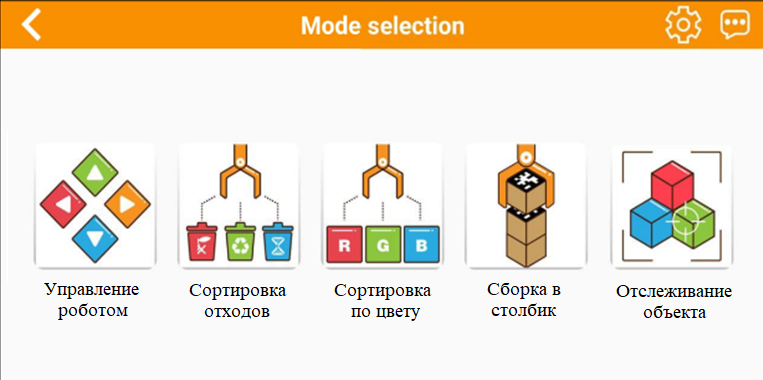 Mode selection
R G B
Управление
роботом
Сортировка
отходов
Сортировка
по цвету
Сборка в
столбик
Отслеживание
объекта